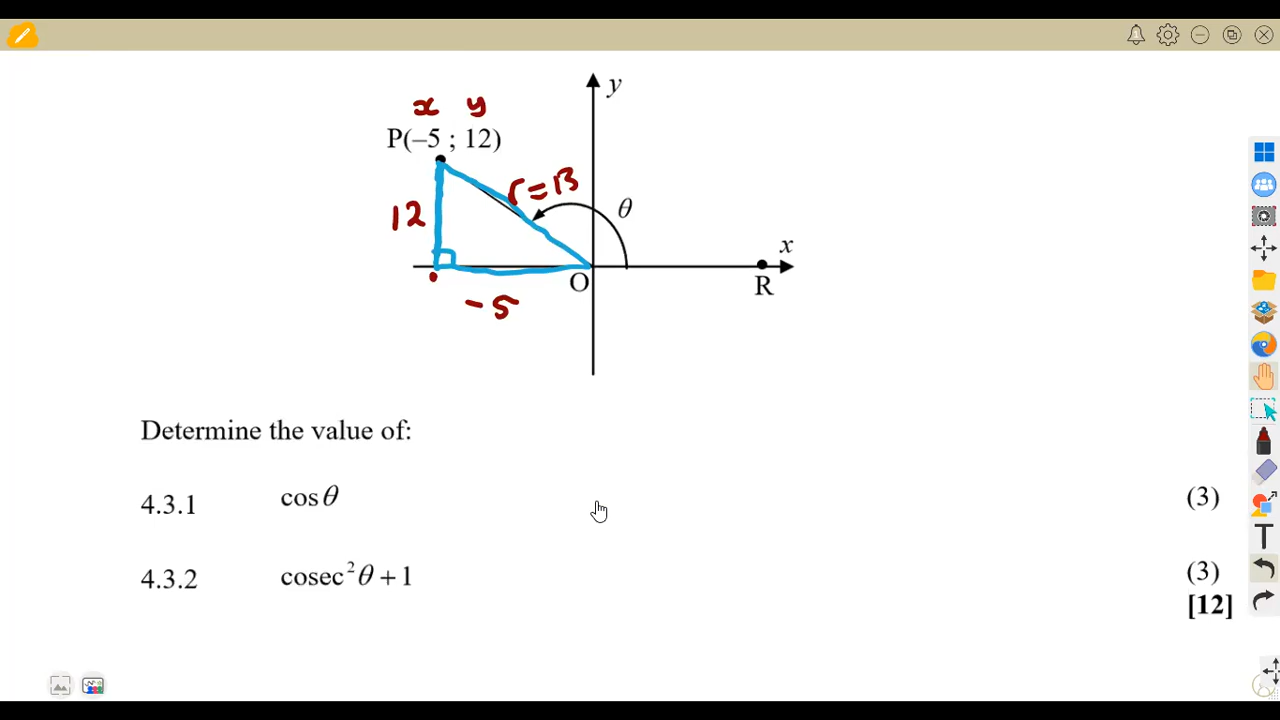 y
x y
P(–5 ; 12)
r = 13
θ
12
x
O
R
- 5
Determine the value of:
4.3.1 cos θ (3)
4.3.2 cosec²θ + 1 (3)
[12]
T